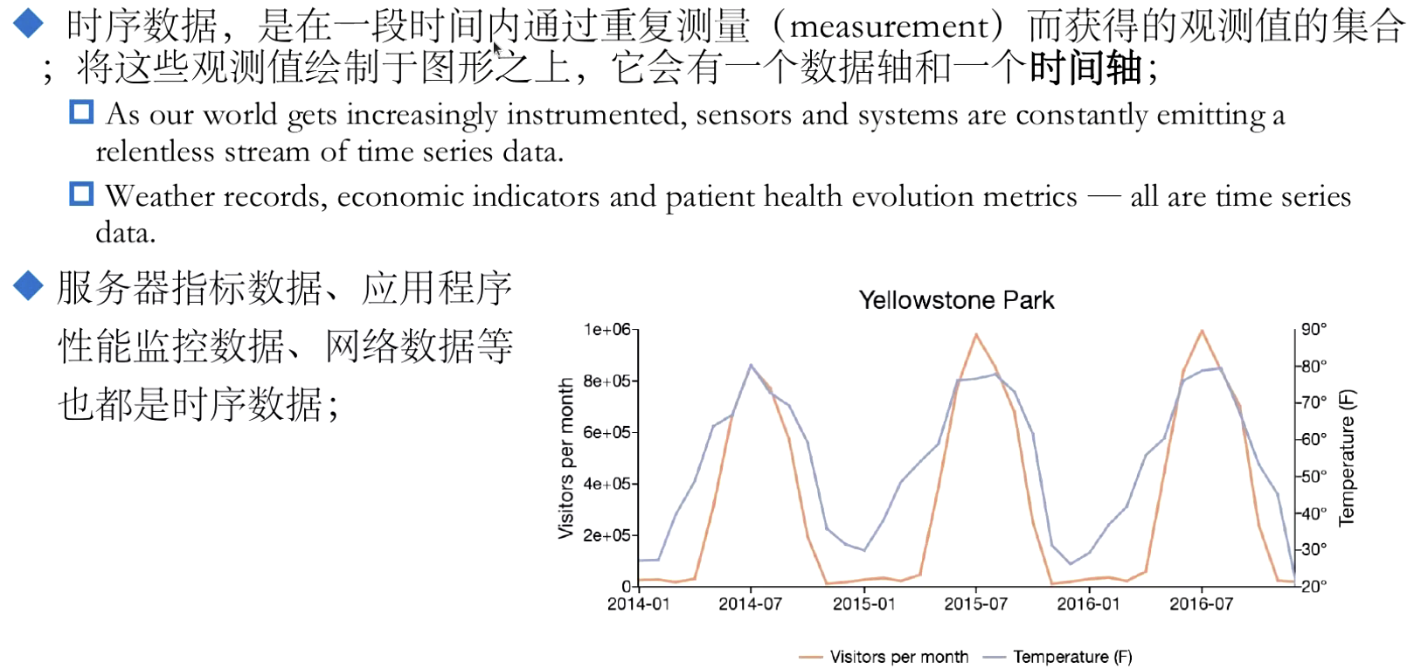 时序数据，是在一段时间内通过重复测量（measurement）而获得的观测值的集合
；将这些观测值绘制于图形之上，它会有一个数据轴和一个时间轴；
As our world gets increasingly instrumented, sensors and systems are constantly emitting a
relentless stream of time series data.
Weather records, economic indicators and patient health evolution metrics — all are time series
data.
服务器指标数据、应用程序
性能监控数据、网络数据等
也都是时序数据；
Yellowstone Park
1e+06
8e+05
6e+05
4e+05
2e+05
0
Visitors per month
90°
80°
70°
60°
50°
40°
30°
20°
Temperature (F)
2014-01 2014-07 2015-01 2015-07 2016-01 2016-07
Visitors per month Temperature (F)